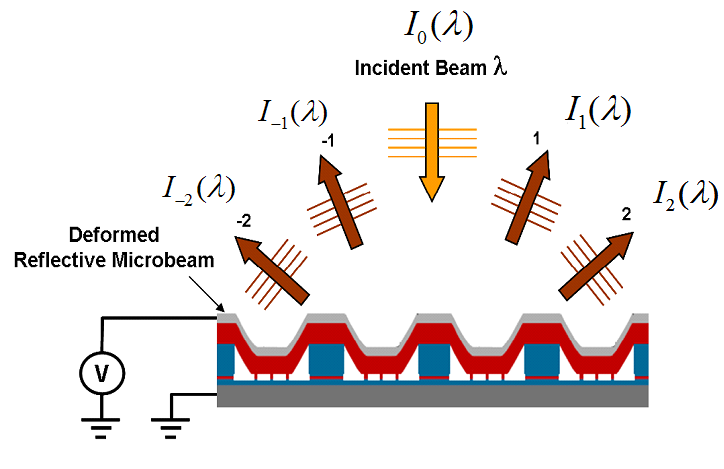 I₀(λ)
Incident Beam λ
I₋₁(λ)
-1
1
I₁(λ)
I₋₂(λ)
-2
2
I₂(λ)
Deformed
Reflective Microbeam
V